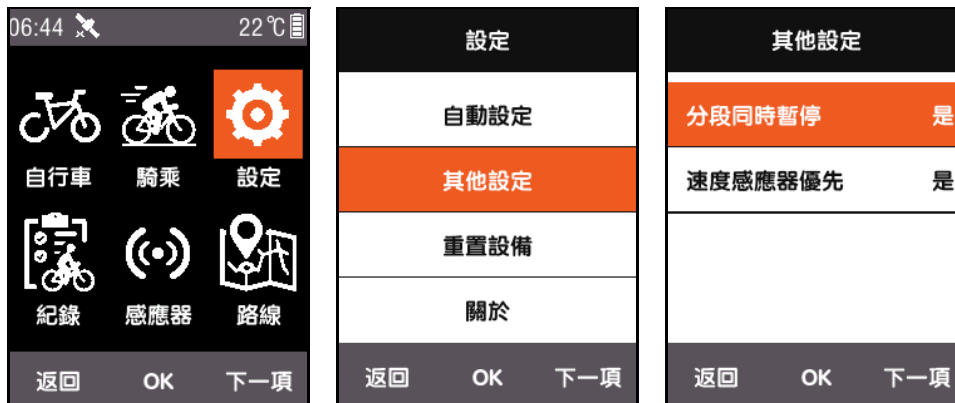 06:44 22℃
自行車 騎乘 設定
紀錄 感應器 路線
返回 OK 下一項
設定
自動設定
其他設定
重置設備
關於
返回 OK 下一項
其他設定
分段同時暫停 是
速度感應器優先 是
返回 OK 下一項